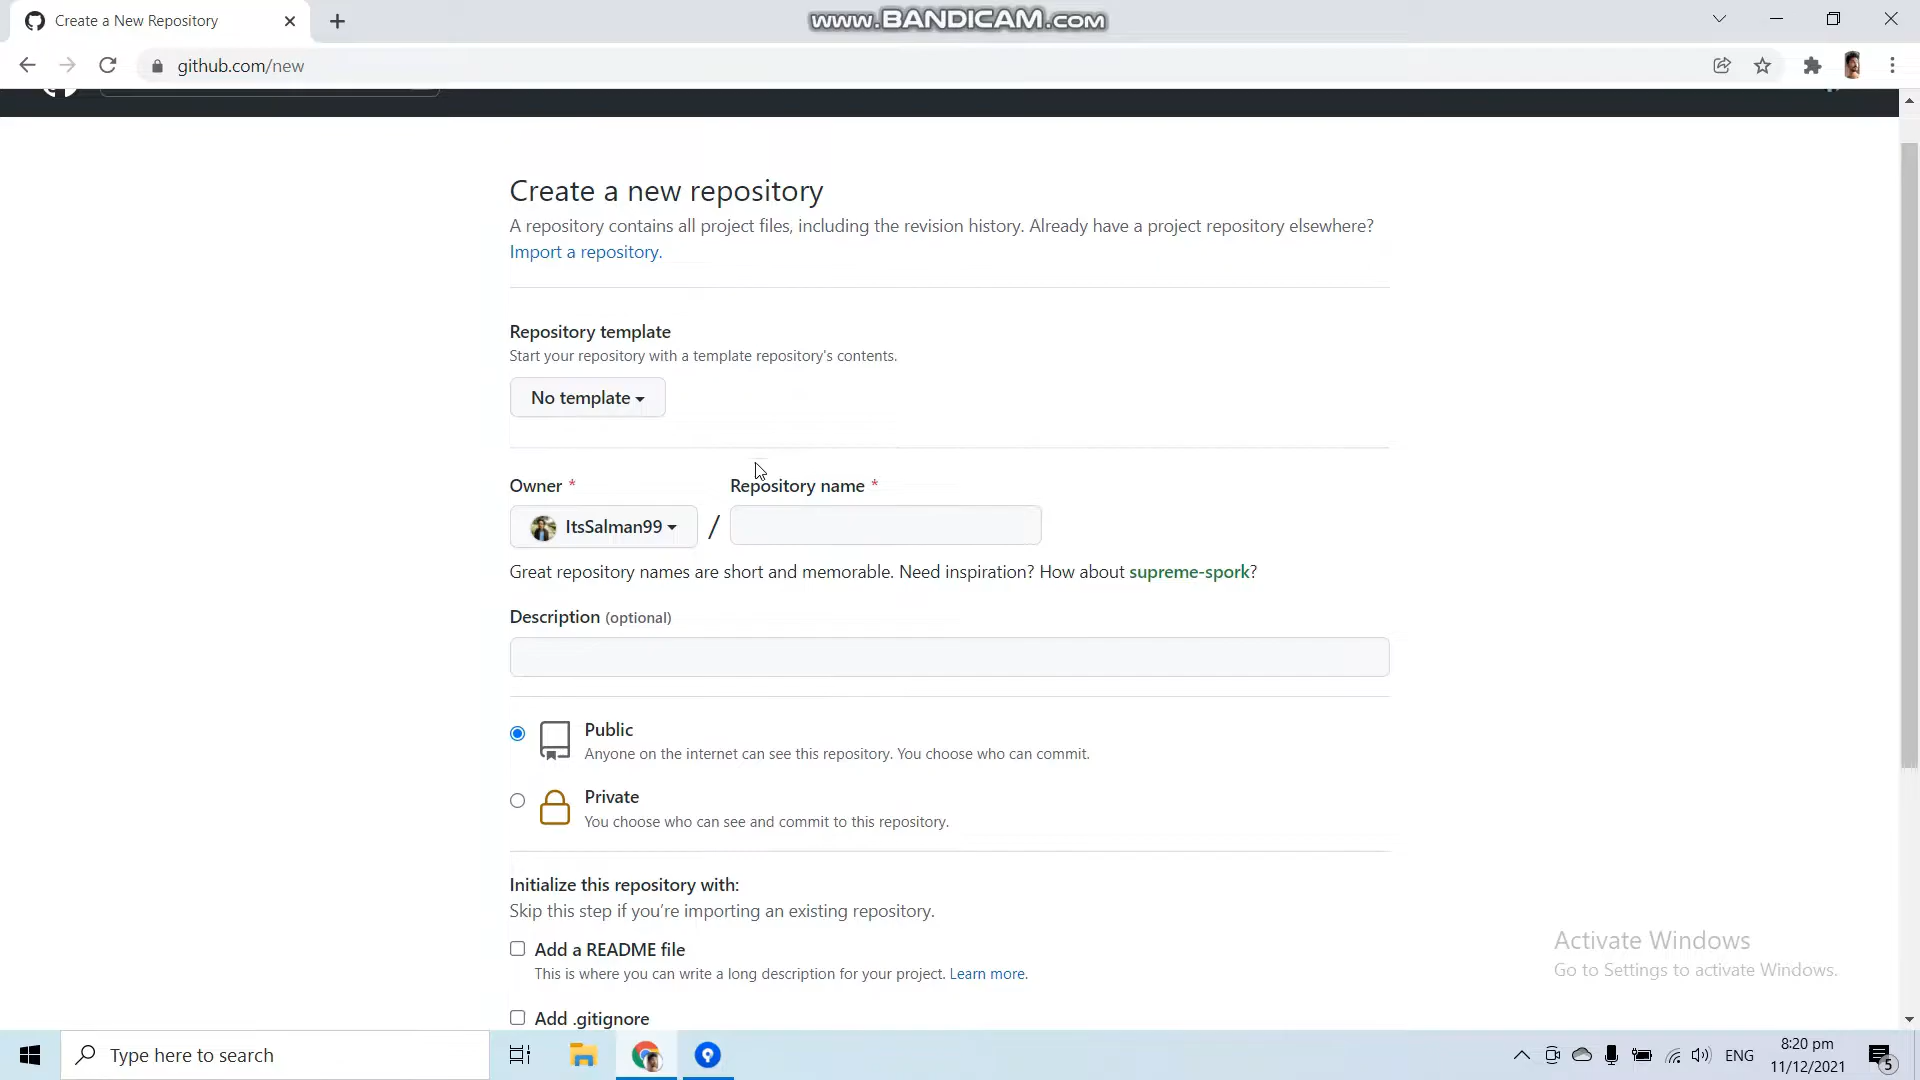 Create a New Repository
www.BANDICAM.com
github.com/new
Create a new repository
A repository contains all project files, including the revision history. Already have a project repository elsewhere?
Import a repository.
Repository template
Start your repository with a template repository's contents.
No template
Owner *
Repository name *
ItsSalman99
/
Great repository names are short and memorable. Need inspiration? How about supreme-spork?
Description (optional)
Public
Anyone on the internet can see this repository. You choose who can commit.
Private
You choose who can see and commit to this repository.
Initialize this repository with:
Skip this step if you’re importing an existing repository.
Add a README file
This is where you can write a long description for your project. Learn more.
Add .gitignore
Activate Windows
Go to Settings to activate Windows.
Type here to search
ENG
8:20 pm
11/12/2021
5